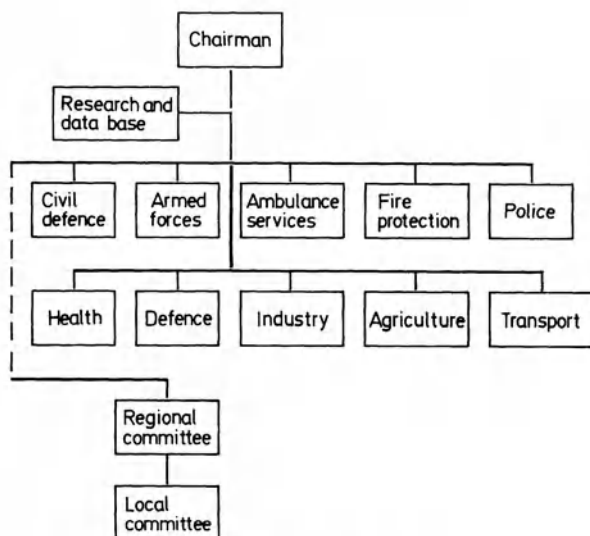 Chairman
Research and
data base
Civil
defence
Armed
forces
Ambulance
services
Fire
protection
Police
Health
Defence
Industry
Agriculture
Transport
Regional
committee
Local
committee